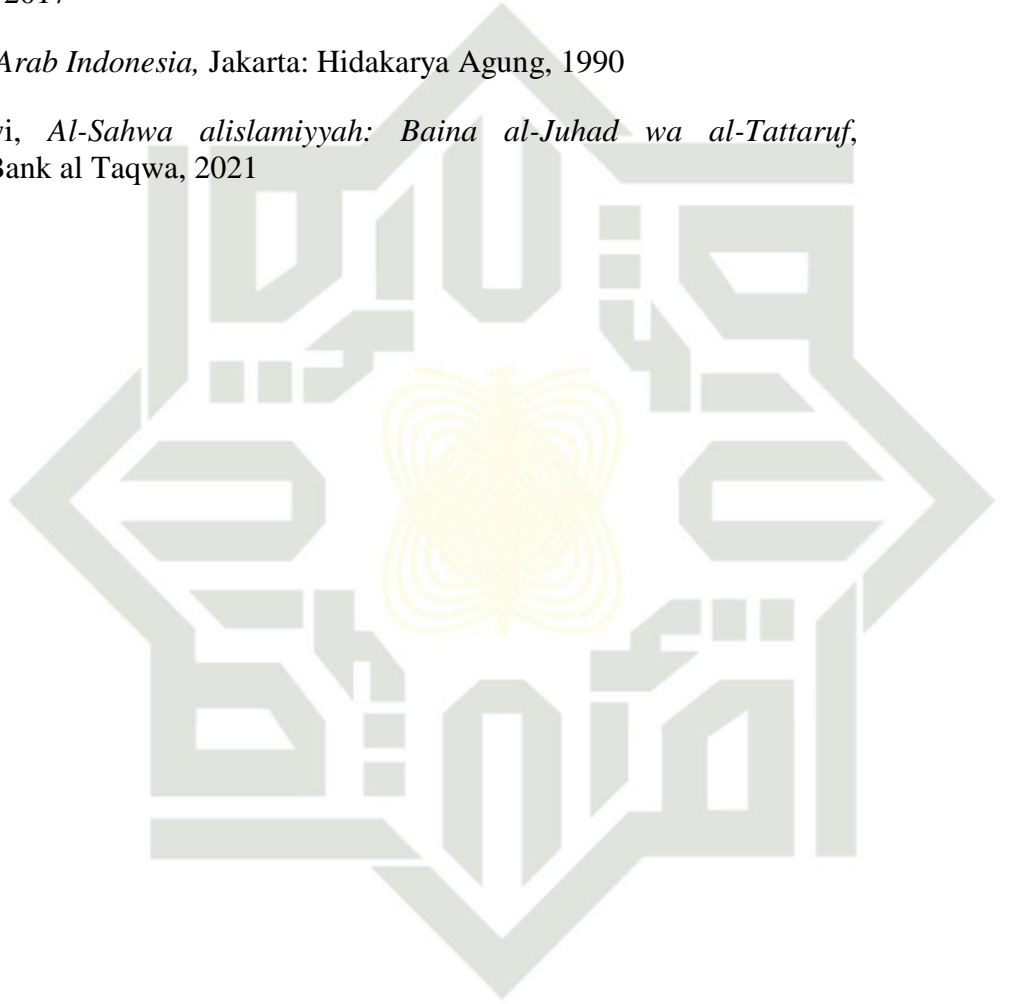 2017
Arab Indonesia, Jakarta: Hidakarya Agung, 1990
vi, Al-Sahwa alislamiyyah: Baina al-Juhad wa al-Tattaruf,
Bank al Taqwa, 2021